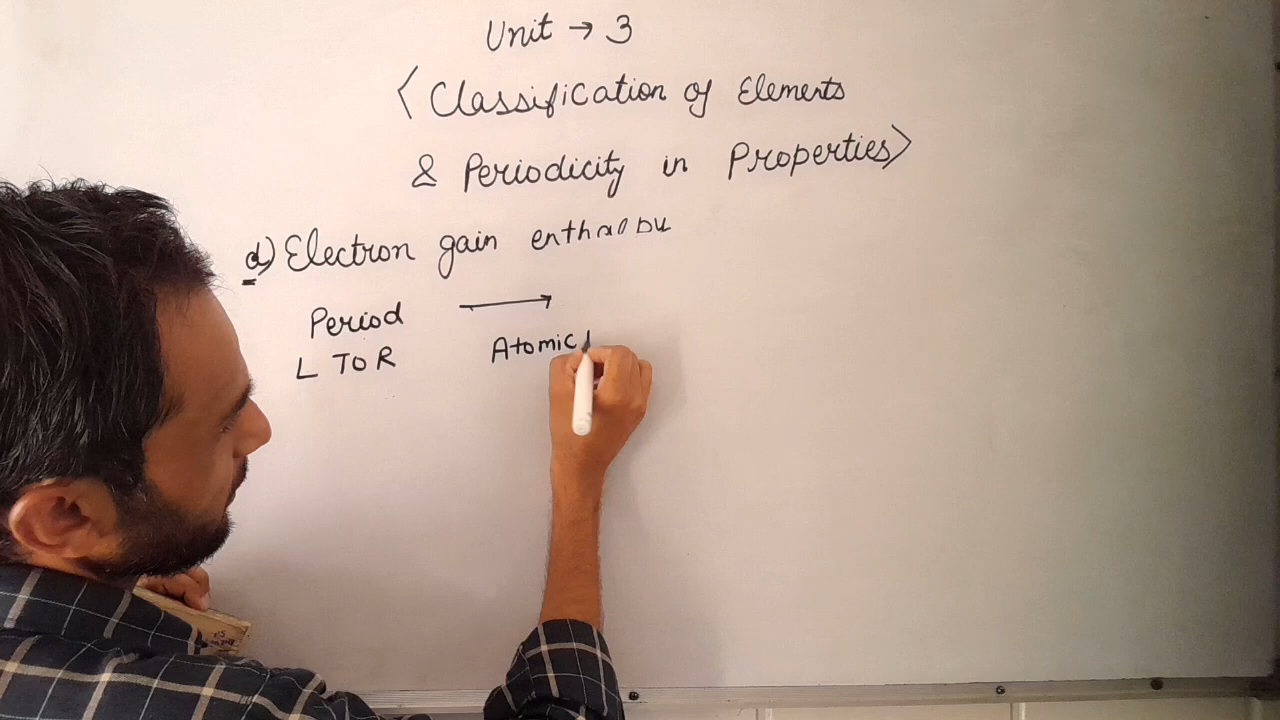 Unit → 3
〈 Classification of Elements
& Periodicity in Properties〉
d) Electron gain enthalpy
Period →
L TO R Atomic